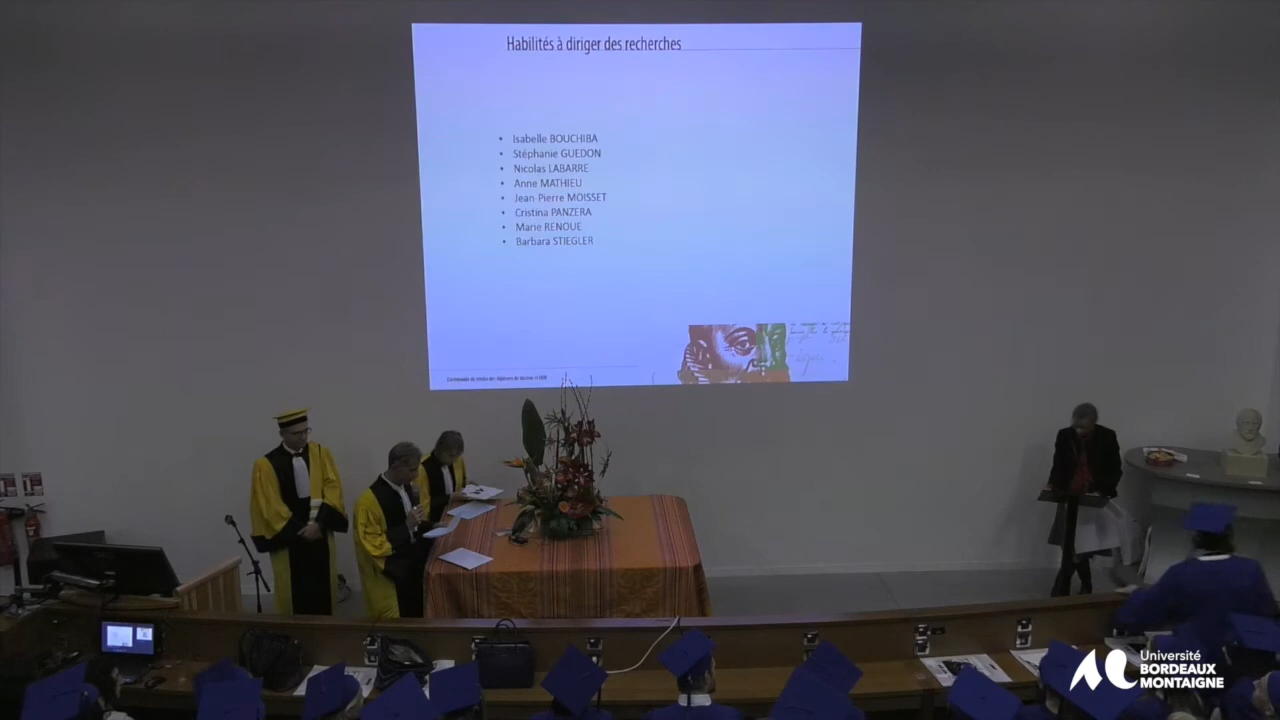 Habilités à diriger des recherches
• Isabelle BOUCHIBA
• Stéphanie GUEDON
• Nicolas LABARRE
• Anne MATHIEU
• Jean-Pierre MOISSET
• Cristina PANZERA
• Marie RENOUE
• Barbara STIEGLER
Université
BORDEAUX
MONTAIGNE